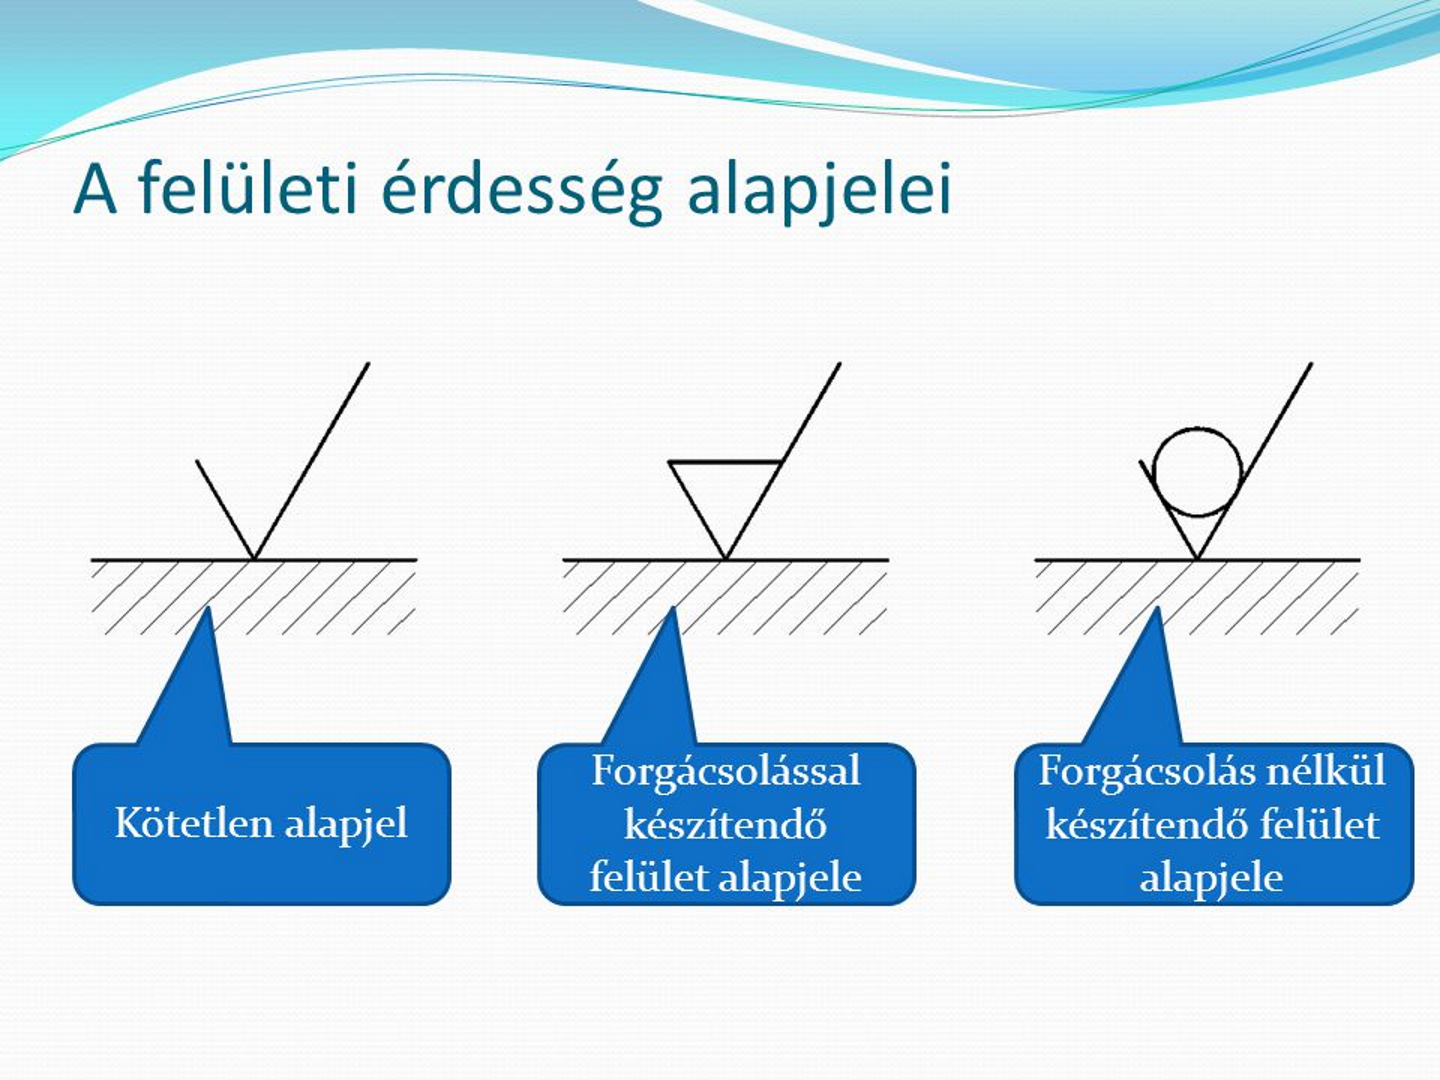 A felületi érdesség alapjelei
Kötetlen alapjel
Forgácsolással
készítendő
felület alapjele
Forgácsolás nélkül
készítendő felület
alapjele